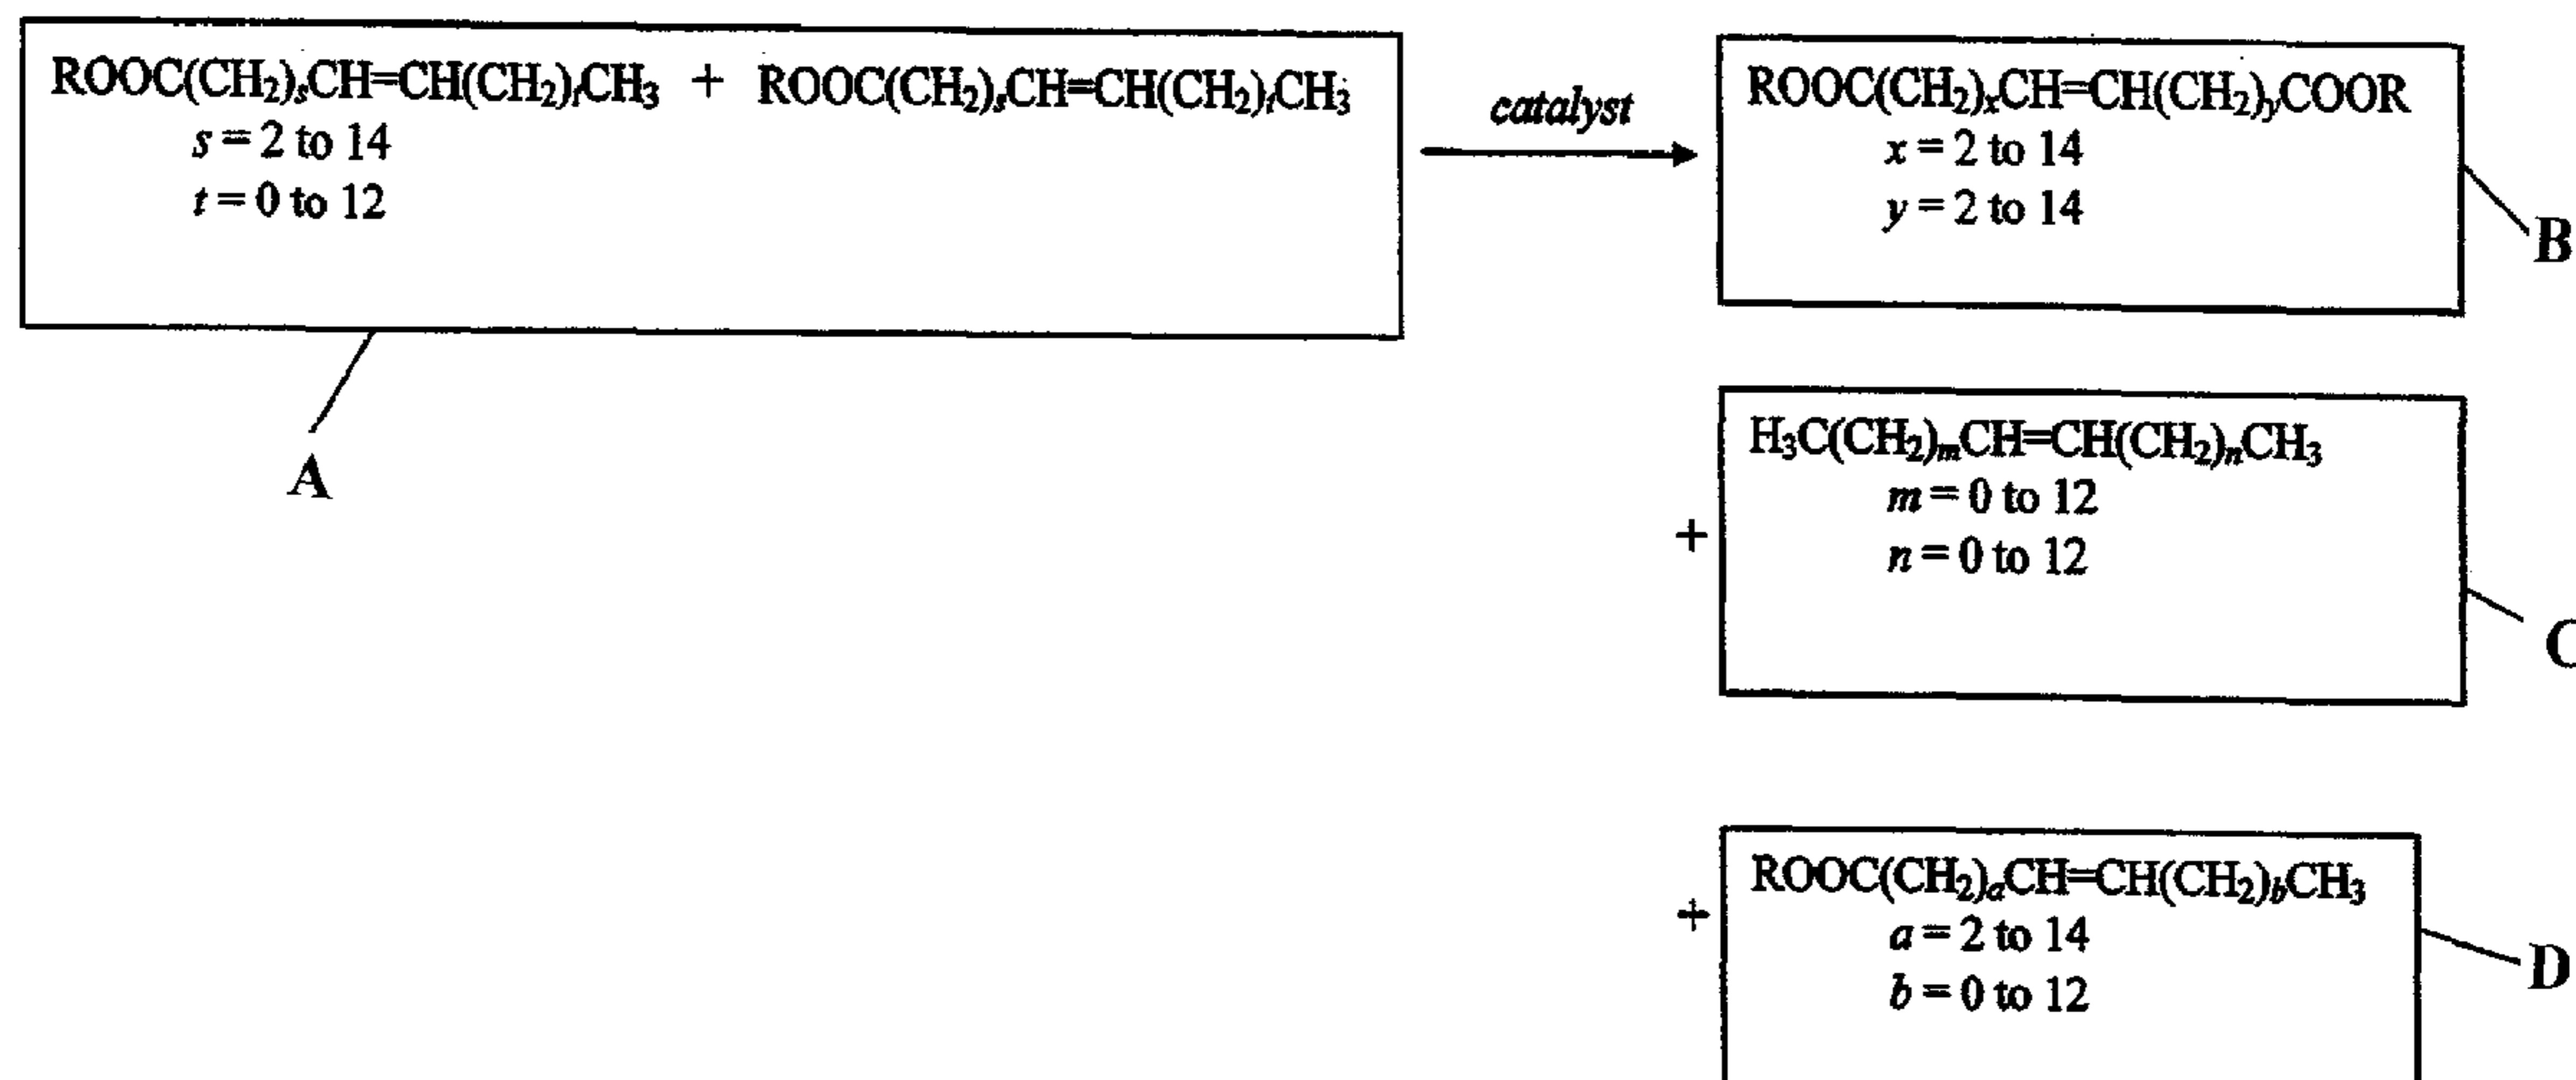 ROOC(CH₂)ₛCH=CH(CH₂)ₜCH₃ + ROOC(CH₂)ₛCH=CH(CH₂)ₜCH₃
s = 2 to 14
t = 0 to 12
A
catalyst
ROOC(CH₂)ₓCH=CH(CH₂)yCOOR
x = 2 to 14
y = 2 to 14
B
+
H₃C(CH₂)ₘCH=CH(CH₂)ₙCH₃
m = 0 to 12
n = 0 to 12
C
+
ROOC(CH₂)ₐCH=CH(CH₂)bCH₃
a = 2 to 14
b = 0 to 12
D